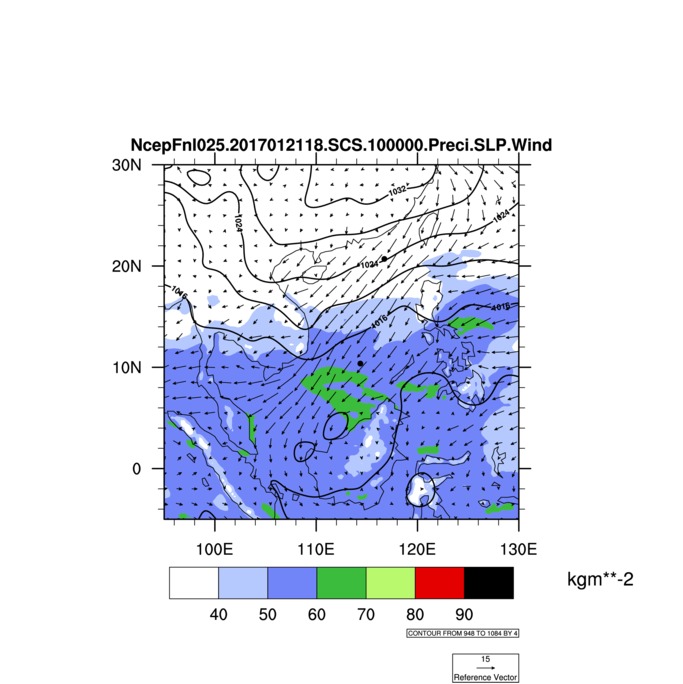 NcepFnl025.2017012118.SCS.100000.Preci.SLP.Wind
30N
20N
10N
0
100E
110E
120E
130E
1032
1024
1024
1024
1016
1016
1016
40
50
60
70
80
90
kgm**-2
CONTOUR FROM 948 TO 1084 BY 4
15
Reference Vector